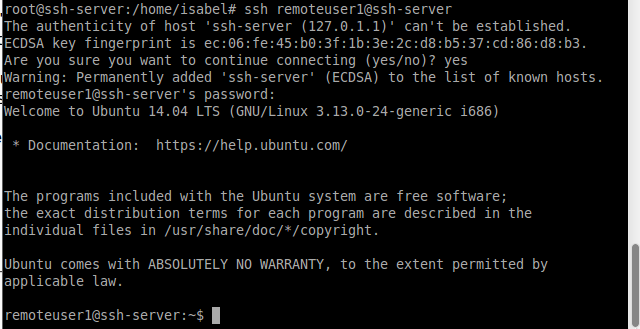 root@ssh-server:/home/isabel# ssh remoteuser1@ssh-server
The authenticity of host 'ssh-server (127.0.1.1)' can't be established.
ECDSA key fingerprint is ec:06:fe:45:b0:3f:1b:3e:2c:d8:b5:37:cd:86:d8:b3.
Are you sure you want to continue connecting (yes/no)? yes
Warning: Permanently added 'ssh-server' (ECDSA) to the list of known hosts.
remoteuser1@ssh-server's password:
Welcome to Ubuntu 14.04 LTS (GNU/Linux 3.13.0-24-generic i686)
* Documentation:  https://help.ubuntu.com/
The programs included with the Ubuntu system are free software;
the exact distribution terms for each program are described in the
individual files in /usr/share/doc/*/copyright.
Ubuntu comes with ABSOLUTELY NO WARRANTY, to the extent permitted by
applicable law.
remoteuser1@ssh-server:~$